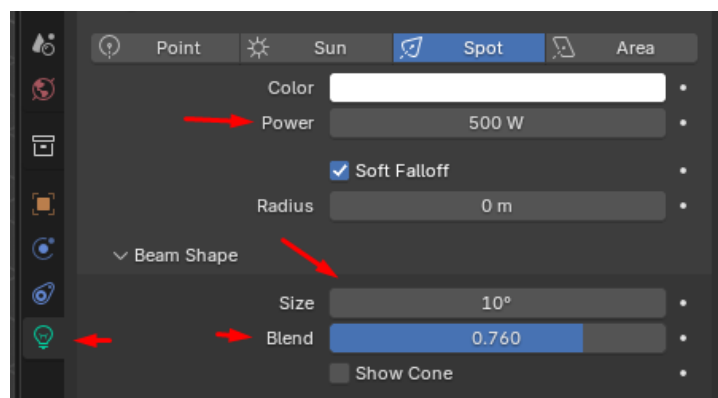 Point Sun Spot Area
Color
Power 500 W
Soft Falloff
Radius 0 m
Beam Shape
Size 10°
Blend 0.760
Show Cone